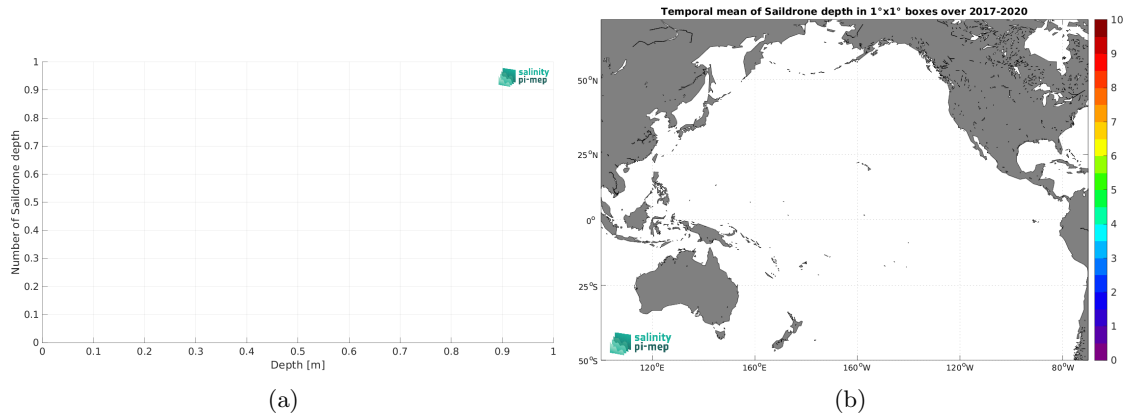 Temporal mean of Saildrone depth in 1°x1° boxes over 2017-2020
salinity
pi-mep
Number of Saildrone depth
1
0.9
0.8
0.7
0.6
0.5
0.4
0.3
0.2
0.1
0
0 0.1 0.2 0.3 0.4 0.5 0.6 0.7 0.8 0.9 1
Depth [m]
(a)
50°N
25°N
0°
25°S
50°S
120°E 160°E 160°W 120°W 80°W
salinity
pi-mep
10
9
8
7
6
5
4
3
2
1
0
(b)